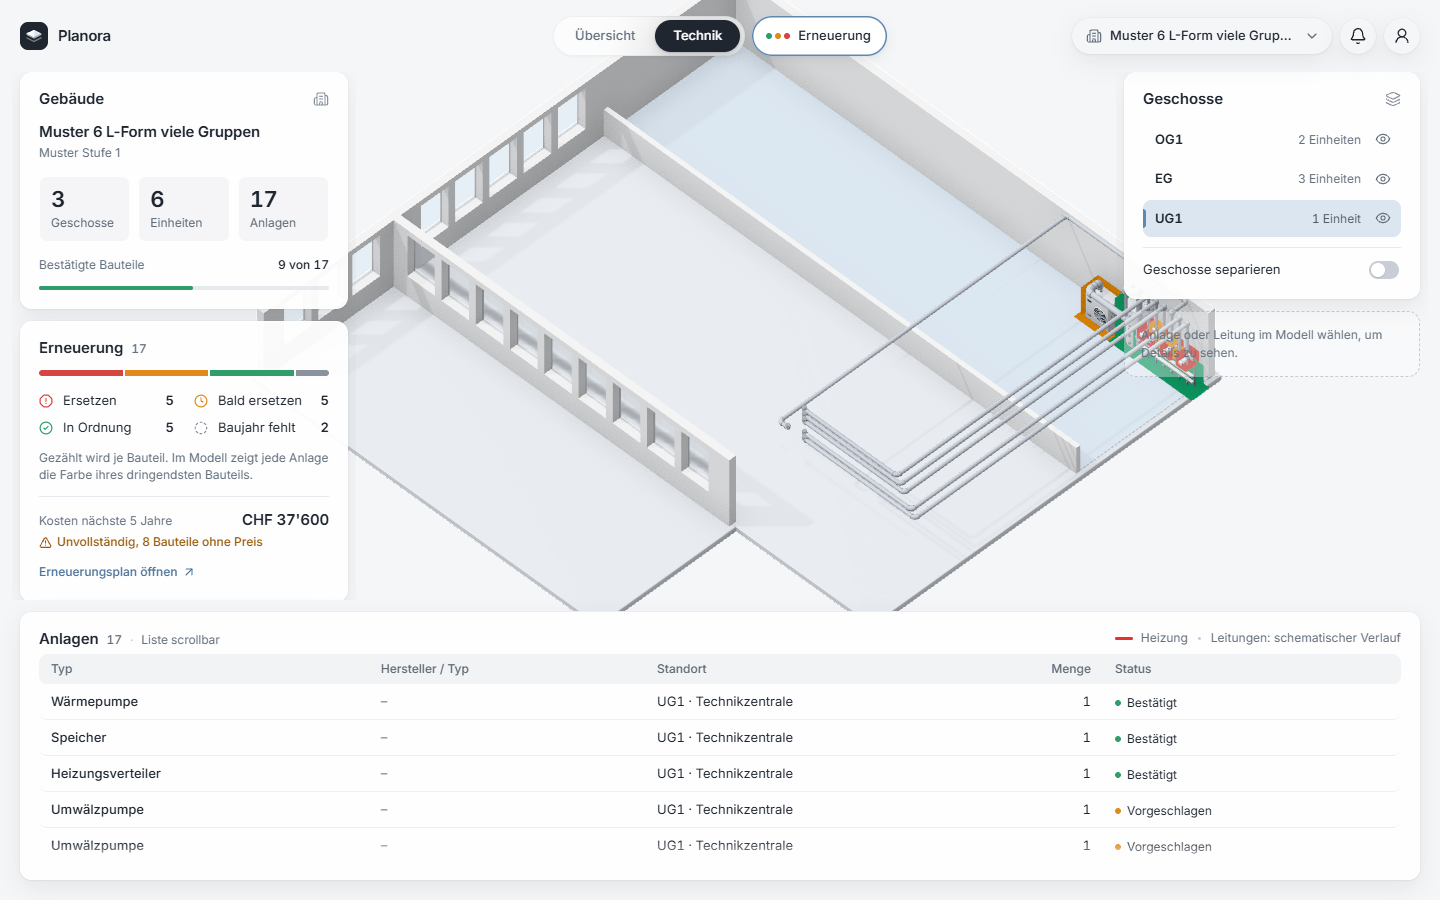 Planora
Übersicht
Technik
Erneuerung
Muster 6 L-Form viele Grup...
Gebäude
Muster 6 L-Form viele Gruppen
Muster Stufe 1
3 6 17
Geschosse Einheiten Anlagen
Bestätigte Bauteile 9 von 17
Erneuerung 17
Ersetzen 5 Bald ersetzen 5
In Ordnung 5 Baujahr fehlt 2
Gezählt wird je Bauteil. Im Modell zeigt jede Anlage
die Farbe ihres dringendsten Bauteils.
Kosten nächste 5 Jahre CHF 37'600
Unvollständig, 8 Bauteile ohne Preis
Erneuerungsplan öffnen
Geschosse
OG1 2 Einheiten
EG 3 Einheiten
UG1 1 Einheit
Geschosse separieren
Anlage oder Leitung im Modell wählen, um
Details zu sehen.
Anlagen 17 · Liste scrollbar
Heizung • Leitungen: schematischer Verlauf
Typ Hersteller / Typ Standort Menge Status
Wärmepumpe – UG1 · Technikzentrale 1 Bestätigt
Speicher – UG1 · Technikzentrale 1 Bestätigt
Heizungsverteiler – UG1 · Technikzentrale 1 Bestätigt
Umwälzpumpe – UG1 · Technikzentrale 1 Vorgeschlagen
Umwälzpumpe – UG1 · Technikzentrale 1 Vorgeschlagen